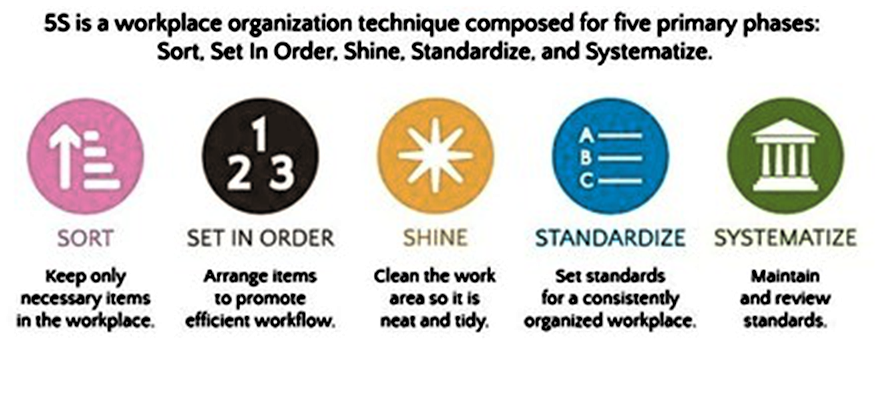 5S is a workplace organization technique composed for five primary phases:
Sort, Set In Order, Shine, Standardize, and Systematize.
1
2 3
A
B
C
SORT
Keep only
necessary items
in the workplace.
SET IN ORDER
Arrange items
to promote
efficient workflow.
SHINE
Clean the work
area so it is
neat and tidy.
STANDARDIZE
Set standards
for a consistently
organized workplace.
SYSTEMATIZE
Maintain
and review
standards.